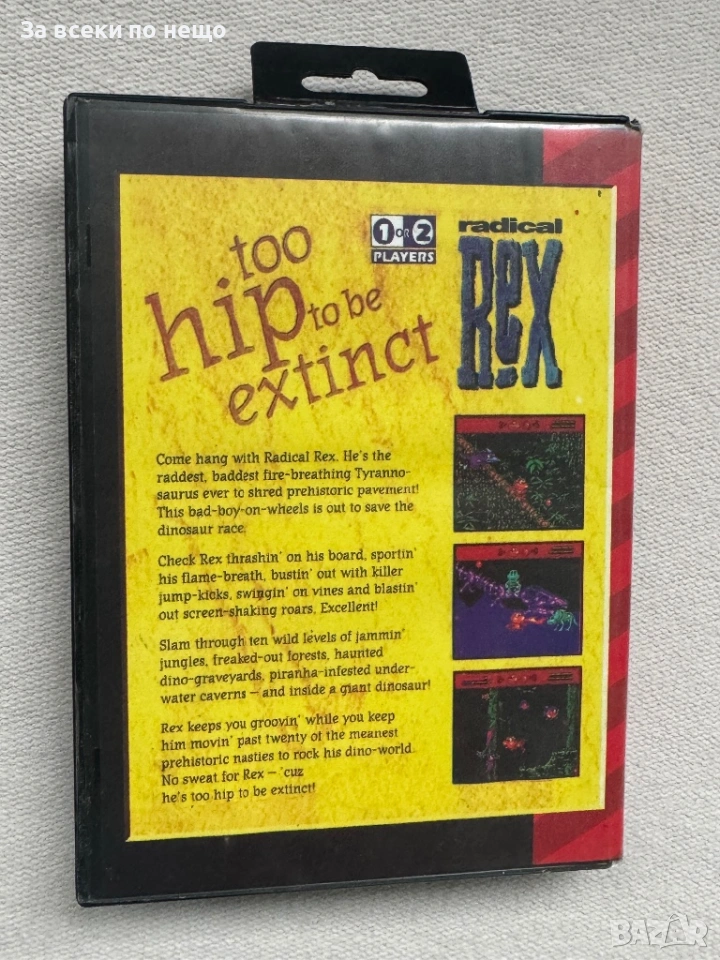 За всеки по нещо
too
hip to be
extinct
1 OR 2
PLAYERS
radical
Rex
Come hang with Radical Rex. He's the
raddest, baddest fire-breathing Tyranno-
saurus ever to shred prehistoric pavement!
This bad-boy-on-wheels is out to save the
dinosaur race.
Check Rex thrashin' on his board, sportin'
his flame-breath, bustin' out with killer
jump-kicks, swingin' on vines and blastin'
out screen-shaking roars, Excellent!
Slam through ten wild levels of jammin'
jungles, freaked-out forests, haunted
dino-graveyards, piranha-infested under-
water caverns – and inside a giant dinosaur!
Rex keeps you groovin' while you keep
him movin' past twenty of the meanest
prehistoric nasties to rock his dino-world.
No sweat for Rex – 'cuz
he's too hip to be extinct!
BAZAR